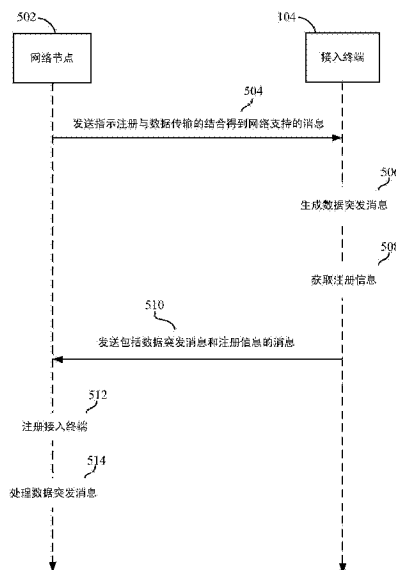 502
104
网络节点
接入终端
504
发送指示注册与数据传输的结合得到网络支持的消息
506
生成数据突发消息
508
获取注册信息
510
发送包括数据突发消息和注册信息的消息
512
注册接入终端
514
处理数据突发消息